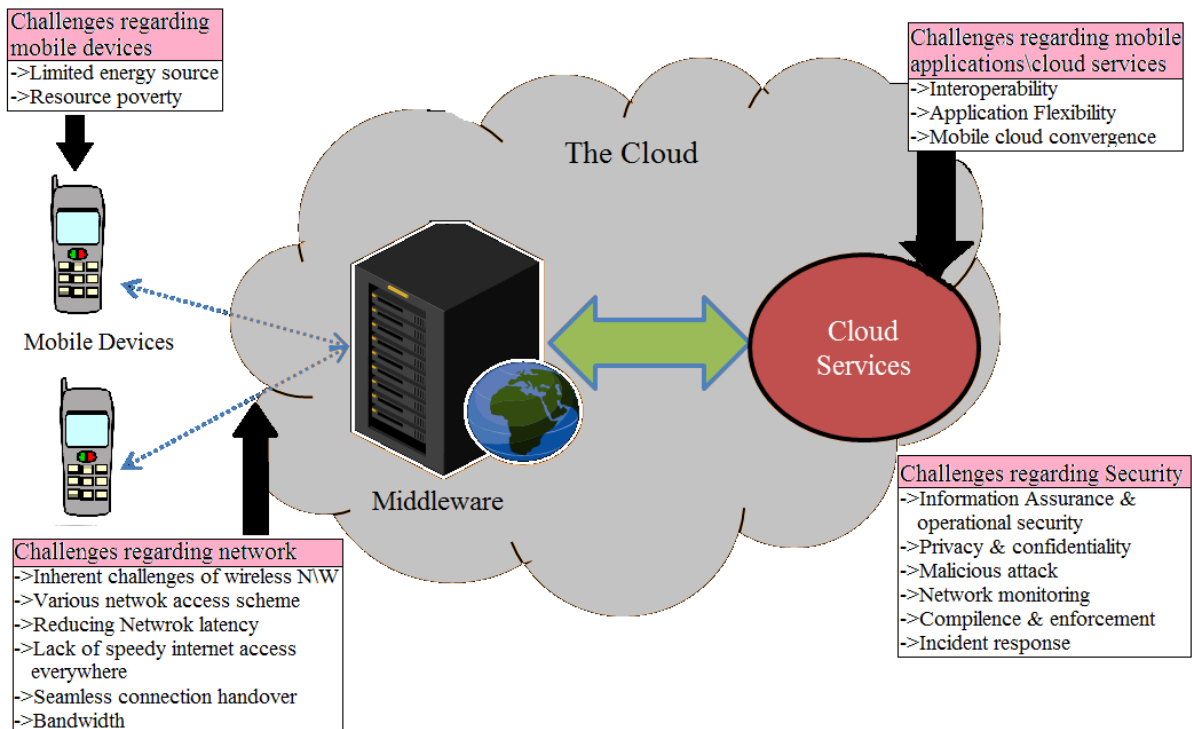 Challenges regarding
mobile devices
->Limited energy source
->Resource poverty
Challenges regarding mobile
applications\cloud services
->Interoperability
->Application Flexibility
->Mobile cloud convergence
The Cloud
Mobile Devices
Cloud
Services
Middleware
Challenges regarding network
->Inherent challenges of wireless N\W
->Various netwok access scheme
->Reducing Netwrok latency
->Lack of speedy internet access
everywhere
->Seamless connection handover
->Bandwidth
Challenges regarding Security
->Information Assurance &
operational security
->Privacy & confidentiality
->Malicious attack
->Network monitoring
->Compilence & enforcement
->Incident response